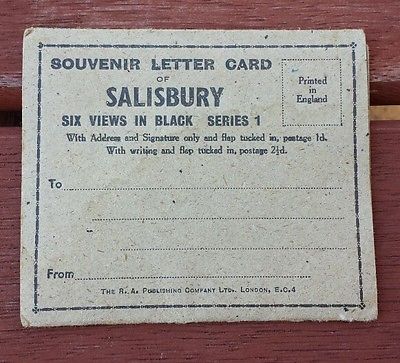 SOUVENIR LETTER CARD
OF
SALISBURY
SIX VIEWS IN BLACK SERIES 1
With Address and Signature only and flap tucked in, postage 1d.
With writing and flap tucked in, postage 2½d.
Printed
in
England
To
From
THE R. A. PUBLISHING COMPANY LTD. LONDON, E.C.4